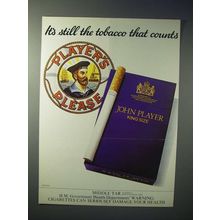 It's still the tobacco that counts
PLAYER'S
PLEASE
JOHN PLAYER
KING SIZE
MIDDLE TAR
H.M. Government Health Departments' WARNING:
CIGARETTES CAN SERIOUSLY DAMAGE YOUR HEALTH